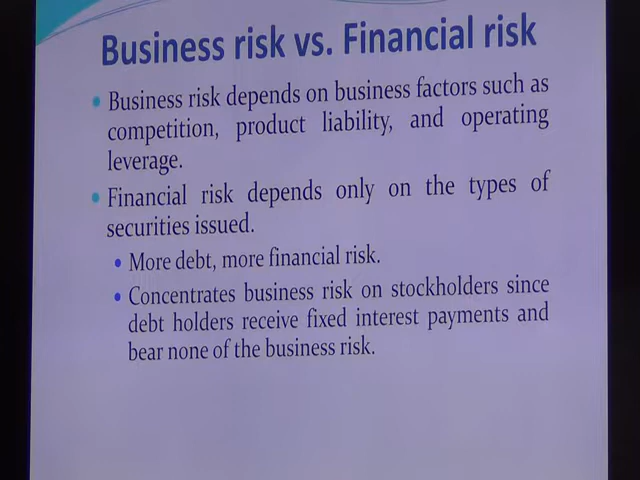 Business risk vs. Financial risk
• Business risk depends on business factors such as
competition, product liability, and operating
leverage.
• Financial risk depends only on the types of
securities issued.
• More debt, more financial risk.
• Concentrates business risk on stockholders since
debt holders receive fixed interest payments and
bear none of the business risk.